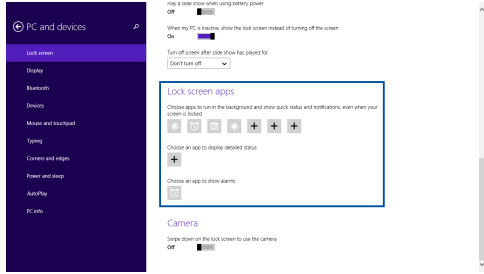 PC and devices
Lock screen
Display
Bluetooth
Devices
Mouse and touchpad
Typing
Corners and edges
Power and sleep
AutoPlay
PC info
Play a slide show when using battery power
Off
When my PC is inactive, show the lock screen instead of turning off the screen
On
Turn off screen after slide show has played for
Don't turn off
Lock screen apps
Choose apps to run in the background and show quick status and notifications, even when your
screen is locked
Choose an app to display detailed status
Choose an app to show alarms
Camera
Swipe down on the lock screen to use the camera
Off